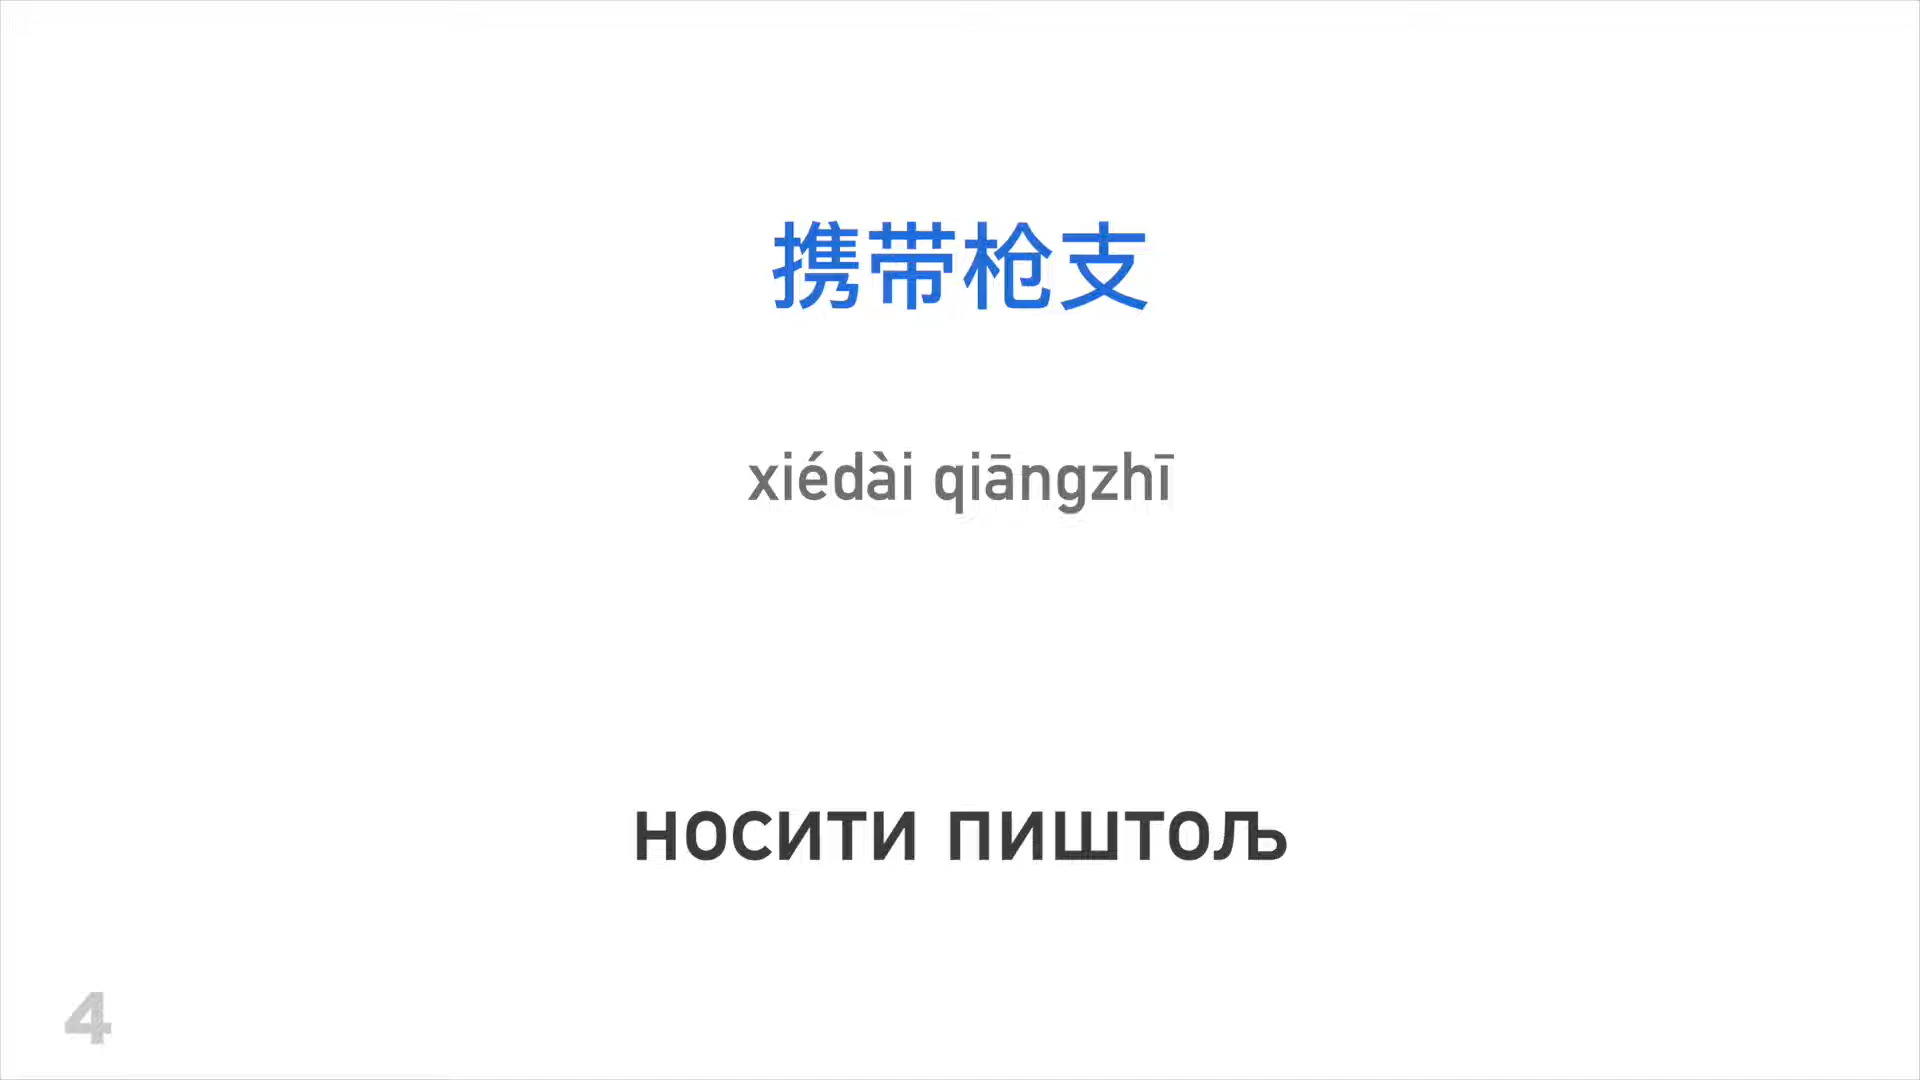 携带枪支
xiédài qiāngzhī
носити пиштољ
4